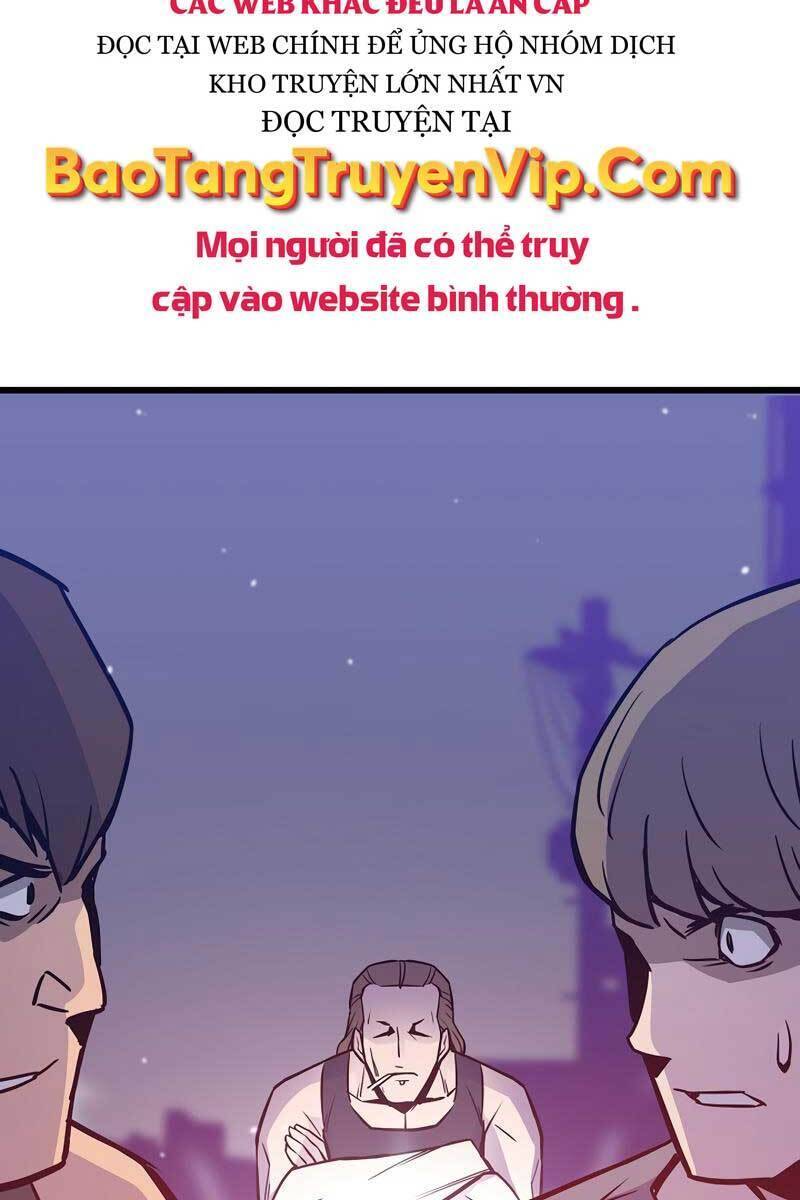 CÁC WEB KHÁC ĐỀU LÀ ĂN CẮP
ĐỌC TẠI WEB CHÍNH ĐỂ ỦNG HỘ NHÓM DỊCH
KHO TRUYỆN LỚN NHẤT VN
ĐỌC TRUYỆN TẠI
BaoTangTruyenVip.Com
Mọi người đã có thể truy
cập vào website bình thường .